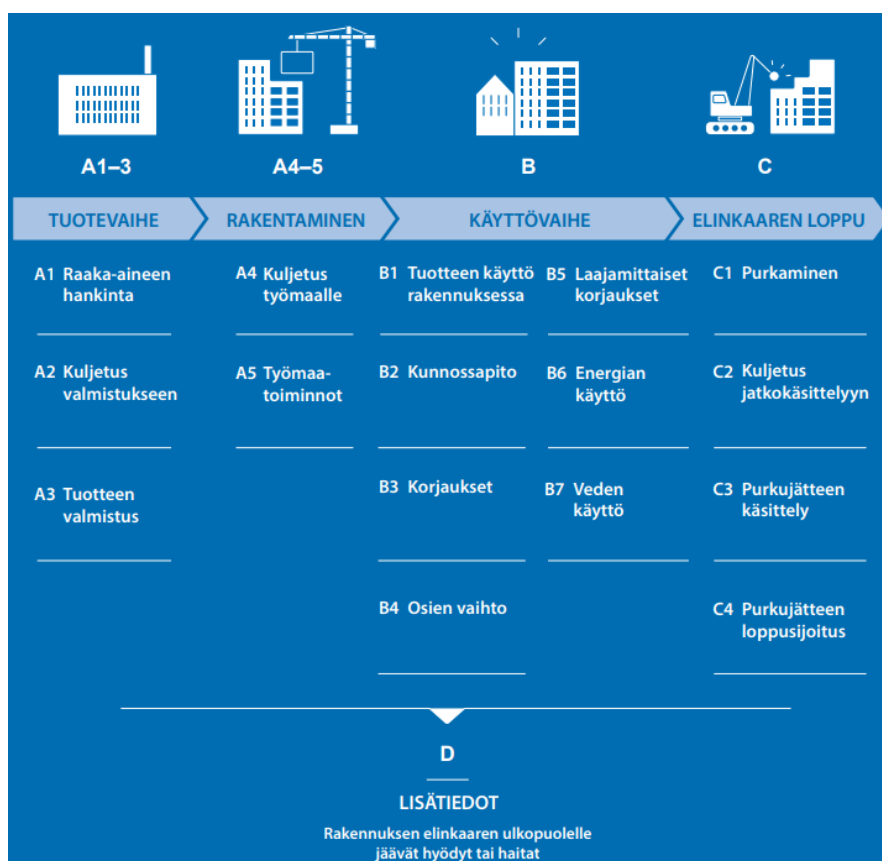 A1–3
A4–5
B
C
TUOTEVAIHE
RAKENTAMINEN
KÄYTTÖVAIHE
ELINKAAREN LOPPU
A1 Raaka-aineen
hankinta
A2 Kuljetus
valmistukseen
A3 Tuotteen
valmistus
A4 Kuljetus
työmaalle
A5 Työmaa-
toiminnot
B1 Tuotteen käyttö
rakennuksessa
B2 Kunnossapito
B3 Korjaukset
B4 Osien vaihto
B5 Laajamittaiset
korjaukset
B6 Energian
käyttö
B7 Veden
käyttö
C1 Purkaminen
C2 Kuljetus
jatkokäsittelyyn
C3 Purkujätteen
käsittely
C4 Purkujätteen
loppusijoitus
D
LISÄTIEDOT
Rakennuksen elinkaaren ulkopuolelle
jäävät hyödyt tai haitat